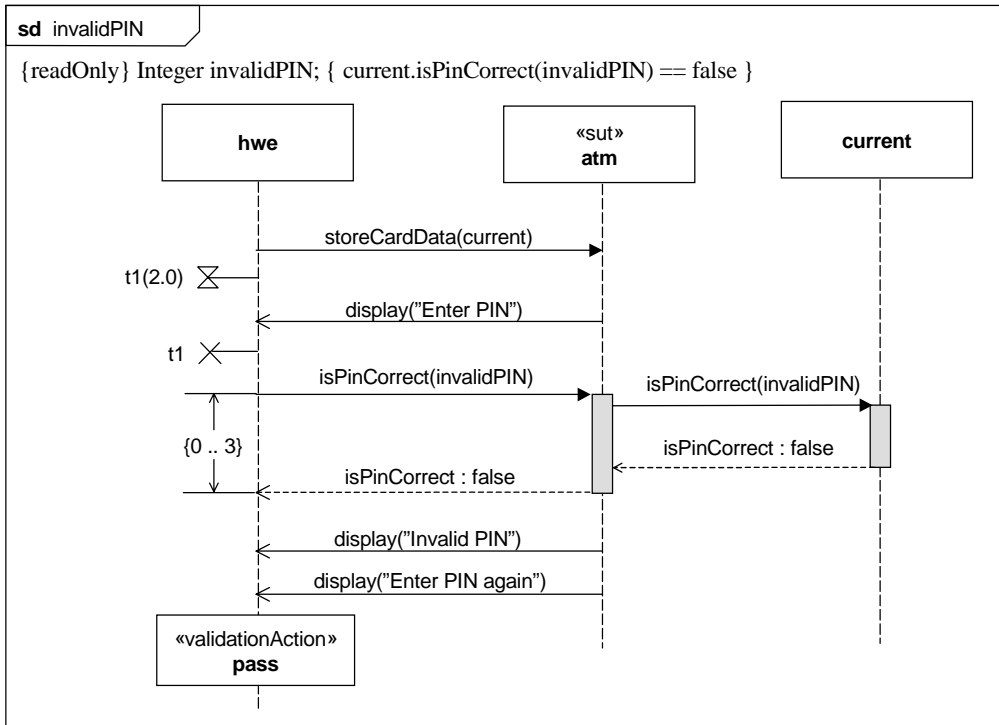 sd invalidPIN
{readOnly} Integer invalidPIN; { current.isPinCorrect(invalidPIN) == false }
hwe
«sut»
atm
current
storeCardData(current)
t1(2.0)
display(”Enter PIN”)
t1
isPinCorrect(invalidPIN)
isPinCorrect(invalidPIN)
{0 .. 3}
isPinCorrect : false
isPinCorrect : false
display(”Invalid PIN”)
display(”Enter PIN again”)
«validationAction»
pass